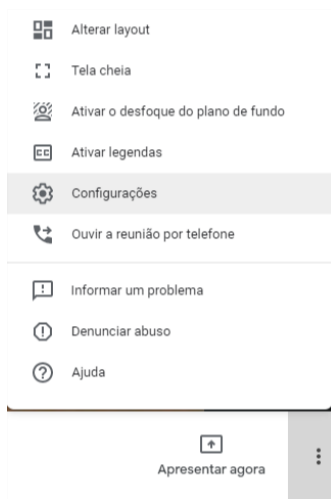 Alterar layout
Tela cheia
Ativar o desfoque do plano de fundo
CC Ativar legendas
Configurações
Ouvir a reunião por telefone
Informar um problema
Denunciar abuso
Ajuda
Apresentar agora